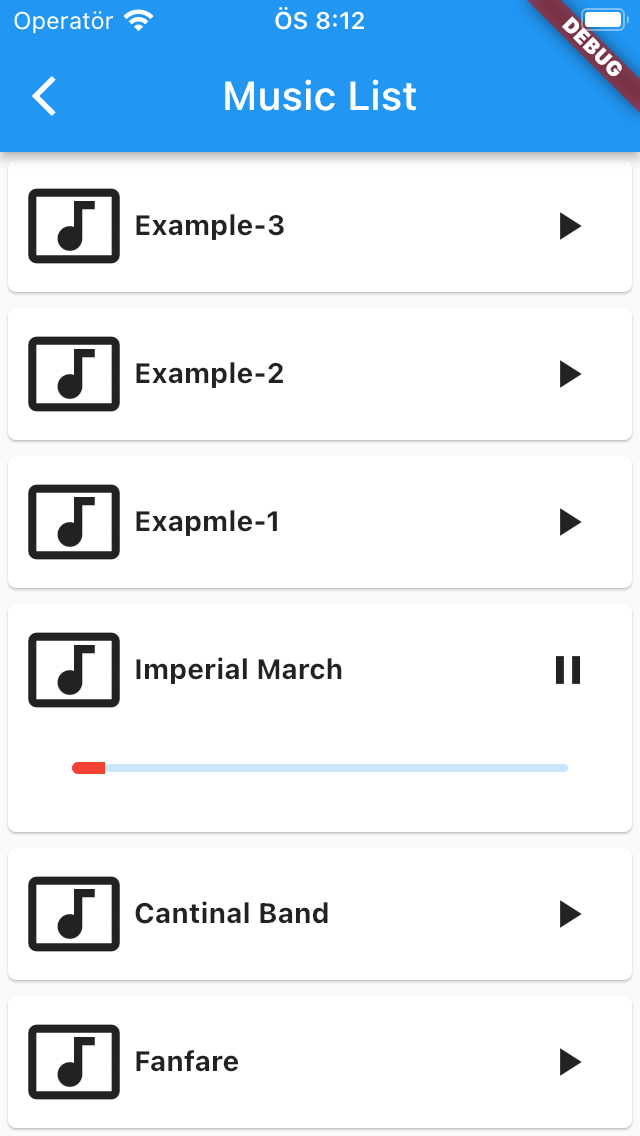 Operatör ÖS 8:12
DEBUG
Music List
Example-3
Example-2
Exapmle-1
Imperial March
Cantinal Band
Fanfare